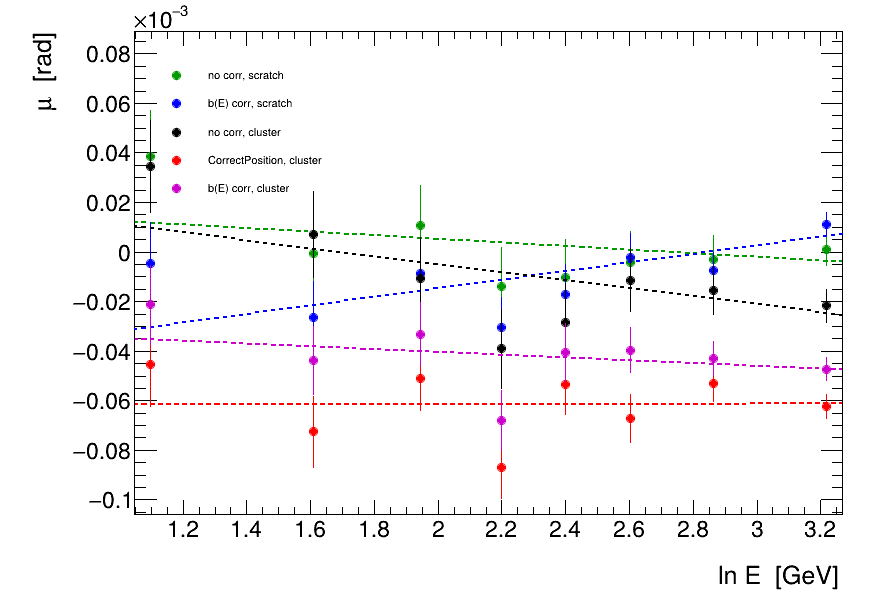 ×10⁻³
μ [rad]
0.08
0.06
0.04
0.02
0
−0.02
−0.04
−0.06
−0.08
−0.1
no corr, scratch
b(E) corr, scratch
no corr, cluster
CorrectPosition, cluster
b(E) corr, cluster
1.2 1.4 1.6 1.8 2 2.2 2.4 2.6 2.8 3 3.2
ln E [GeV]